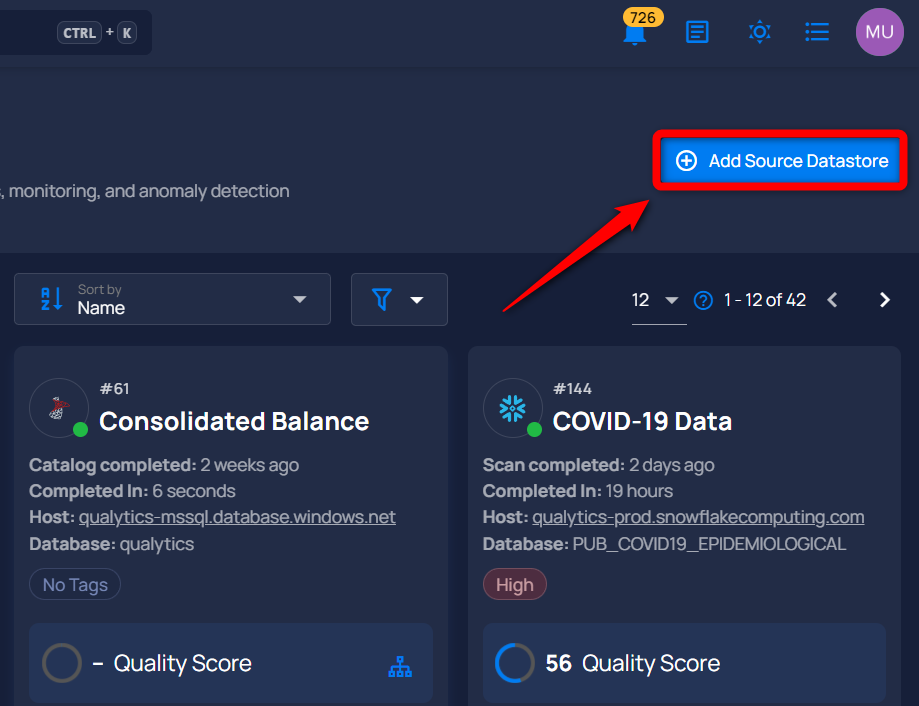 CTRL + K
726
MU
Add Source Datastore
, monitoring, and anomaly detection
Sort by
Name
12
1 - 12 of 42
#61
Consolidated Balance
Catalog completed: 2 weeks ago
Completed In: 6 seconds
Host: qualytics-mssql.database.windows.net
Database: qualytics
No Tags
– Quality Score
#144
COVID-19 Data
Scan completed: 2 days ago
Completed In: 19 hours
Host: qualytics-prod.snowflakecomputing.com
Database: PUB_COVID19_EPIDEMIOLOGICAL
High
56 Quality Score